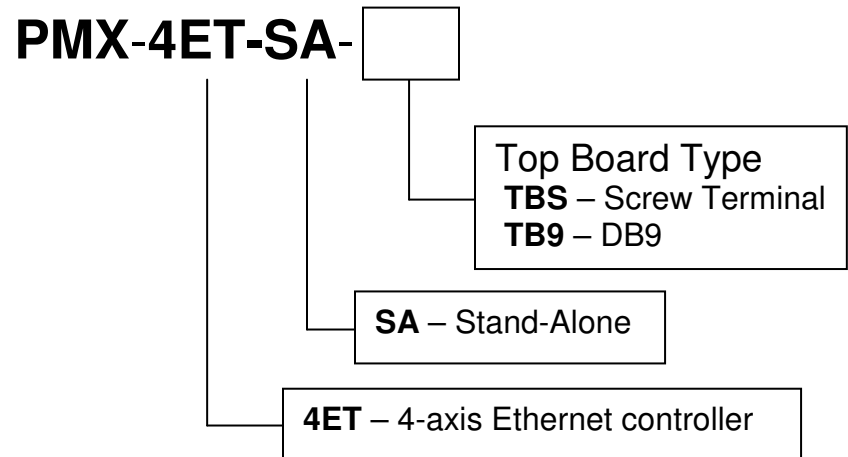 PMX-4ET-SA-
Top Board Type
TBS – Screw Terminal
TB9 – DB9
SA – Stand-Alone
4ET – 4-axis Ethernet controller